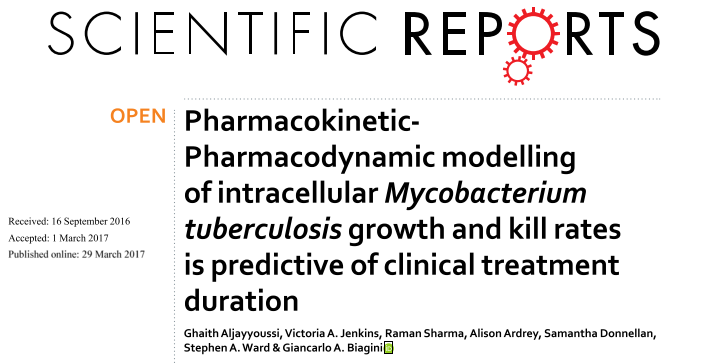 SCIENTIFIC REPORTS
OPEN
Pharmacokinetic-
Pharmacodynamic modelling
of intracellular Mycobacterium
tuberculosis growth and kill rates
is predictive of clinical treatment
duration
Received: 16 September 2016
Accepted: 1 March 2017
Published online: 29 March 2017
Ghaith Aljayyoussi, Victoria A. Jenkins, Raman Sharma, Alison Ardrey, Samantha Donnellan,
Stephen A. Ward & Giancarlo A. Biagini